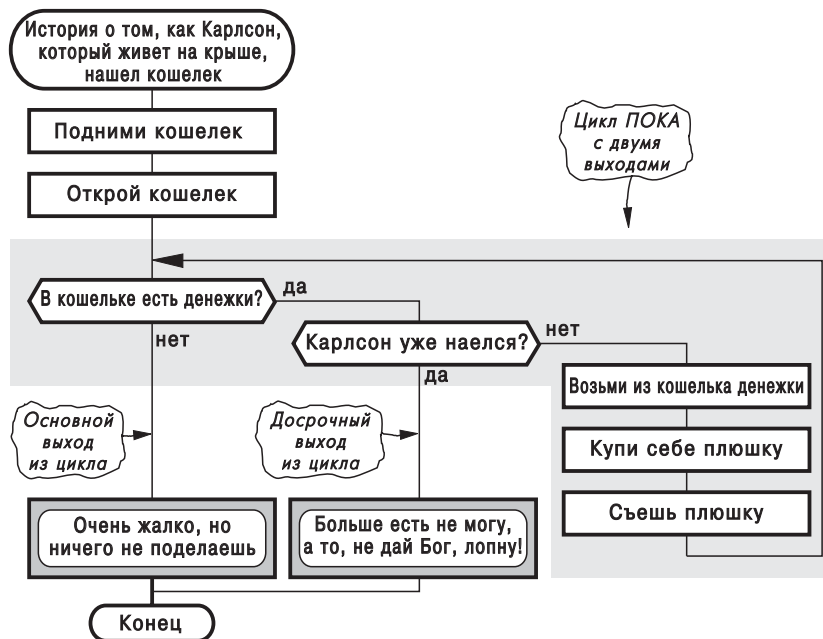 История о том, как Карлсон,
который живет на крыше,
нашел кошелек
Подними кошелек
Открой кошелек
Цикл ПОКА
с двумя
выходами
В кошельке есть денежки?
да
нет
Карлсон уже наелся?
нет
да
Возьми из кошелька денежки
Купи себе плюшку
Съешь плюшку
Основной
выход
из цикла
Досрочный
выход
из цикла
Очень жалко, но
ничего не поделаешь
Больше есть не могу,
а то, не дай Бог, лопну!
Конец